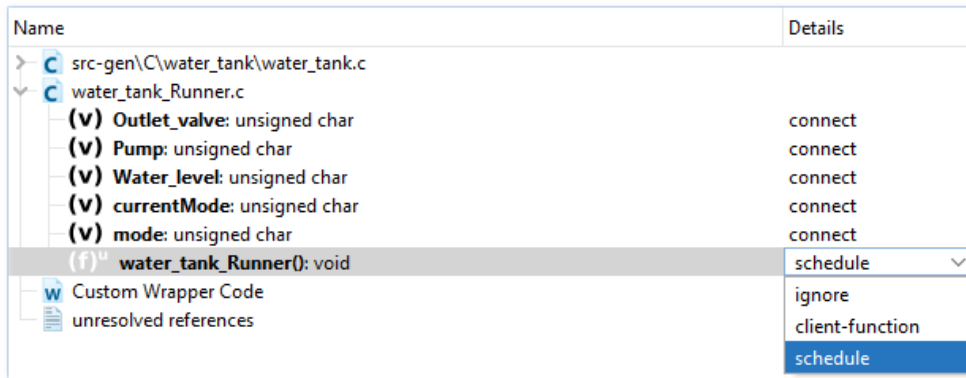 Name Details
src-gen\C\water_tank\water_tank.c
water_tank_Runner.c
(v) Outlet_valve: unsigned char connect
(v) Pump: unsigned char connect
(v) Water_level: unsigned char connect
(v) currentMode: unsigned char connect
(v) mode: unsigned char connect
(f)u water_tank_Runner(): void schedule
Custom Wrapper Code ignore
unresolved references client-function
schedule